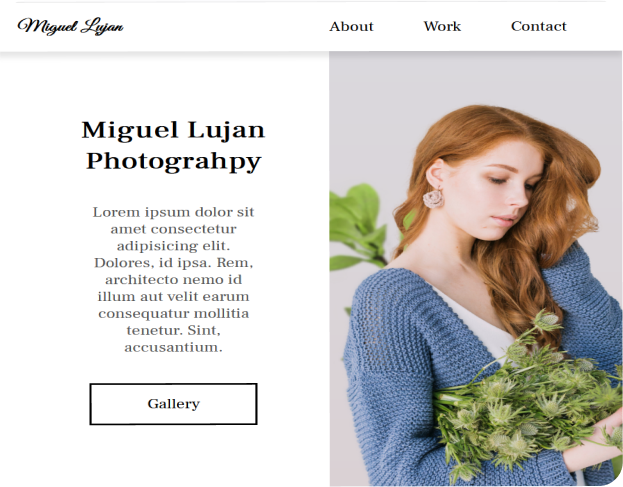 Miguel Lujan
About Work Contact
Miguel Lujan
Photograhpy
Lorem ipsum dolor sit
amet consectetur
adipisicing elit.
Dolores, id ipsa. Rem,
architecto nemo id
illum aut velit earum
consequatur mollitia
tenetur. Sint,
accusantium.
Gallery